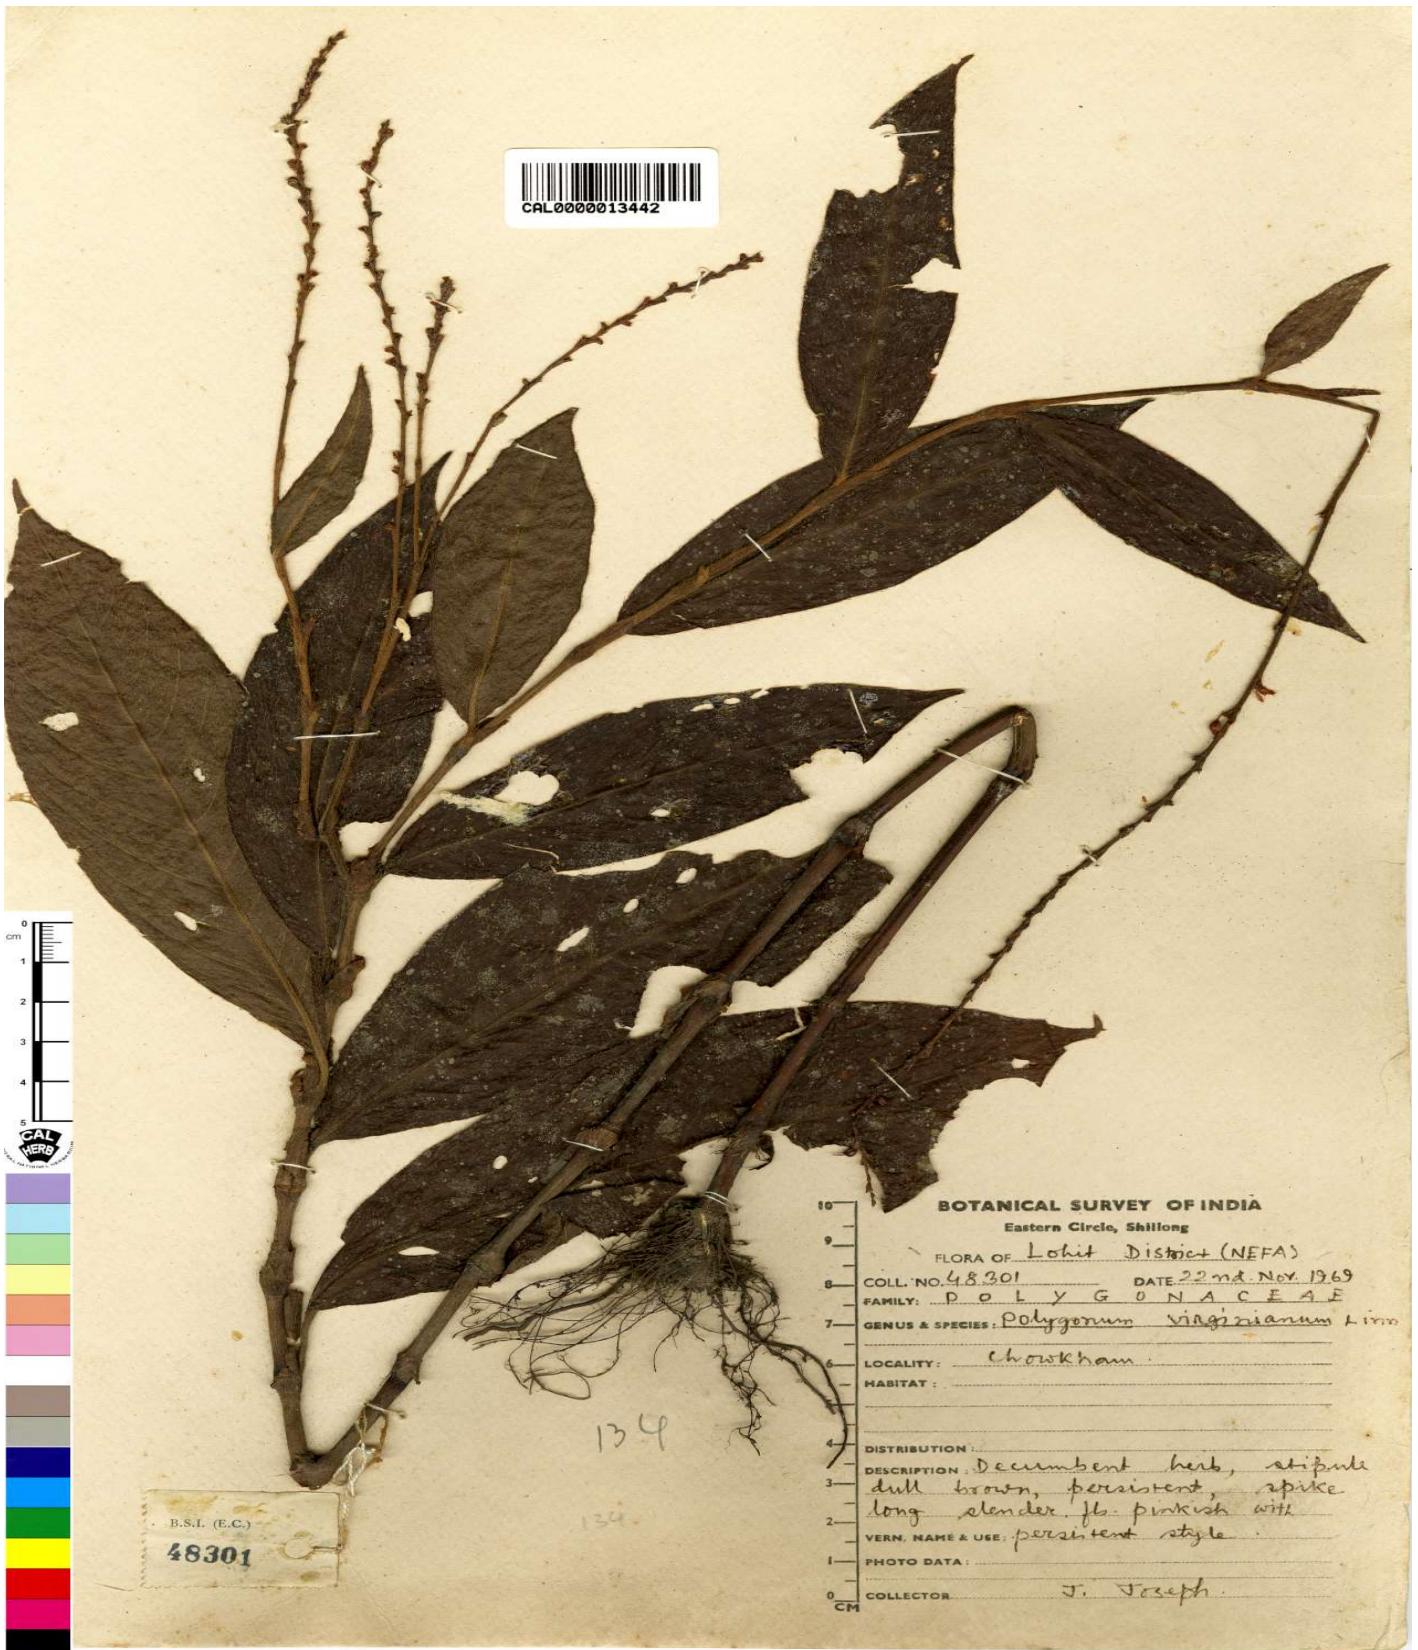 CAL0000013442
0
cm
1
2
3
4
5
CAL
HERB
BOTANICAL SURVEY OF INDIA
Eastern Circle, Shillong
FLORA OF Lohit District (NEFA)
COLL. NO. 48301 DATE 22nd Nov. 1969
FAMILY: POLYGONACEAE
GENUS & SPECIES: Polygonum virginianum Linn
LOCALITY: Chowkham.
HABITAT:
DISTRIBUTION:
DESCRIPTION: Decumbent herb, stipule
dull brown, persistent, spike
long slender. fls. pinkish with
VERN. NAME & USE: persistent style.
PHOTO DATA:
COLLECTOR J. Joseph.
10
9
8
7
6
5
4
3
2
1
0
CM
134
134
B.S.I. (E.C.)
48301